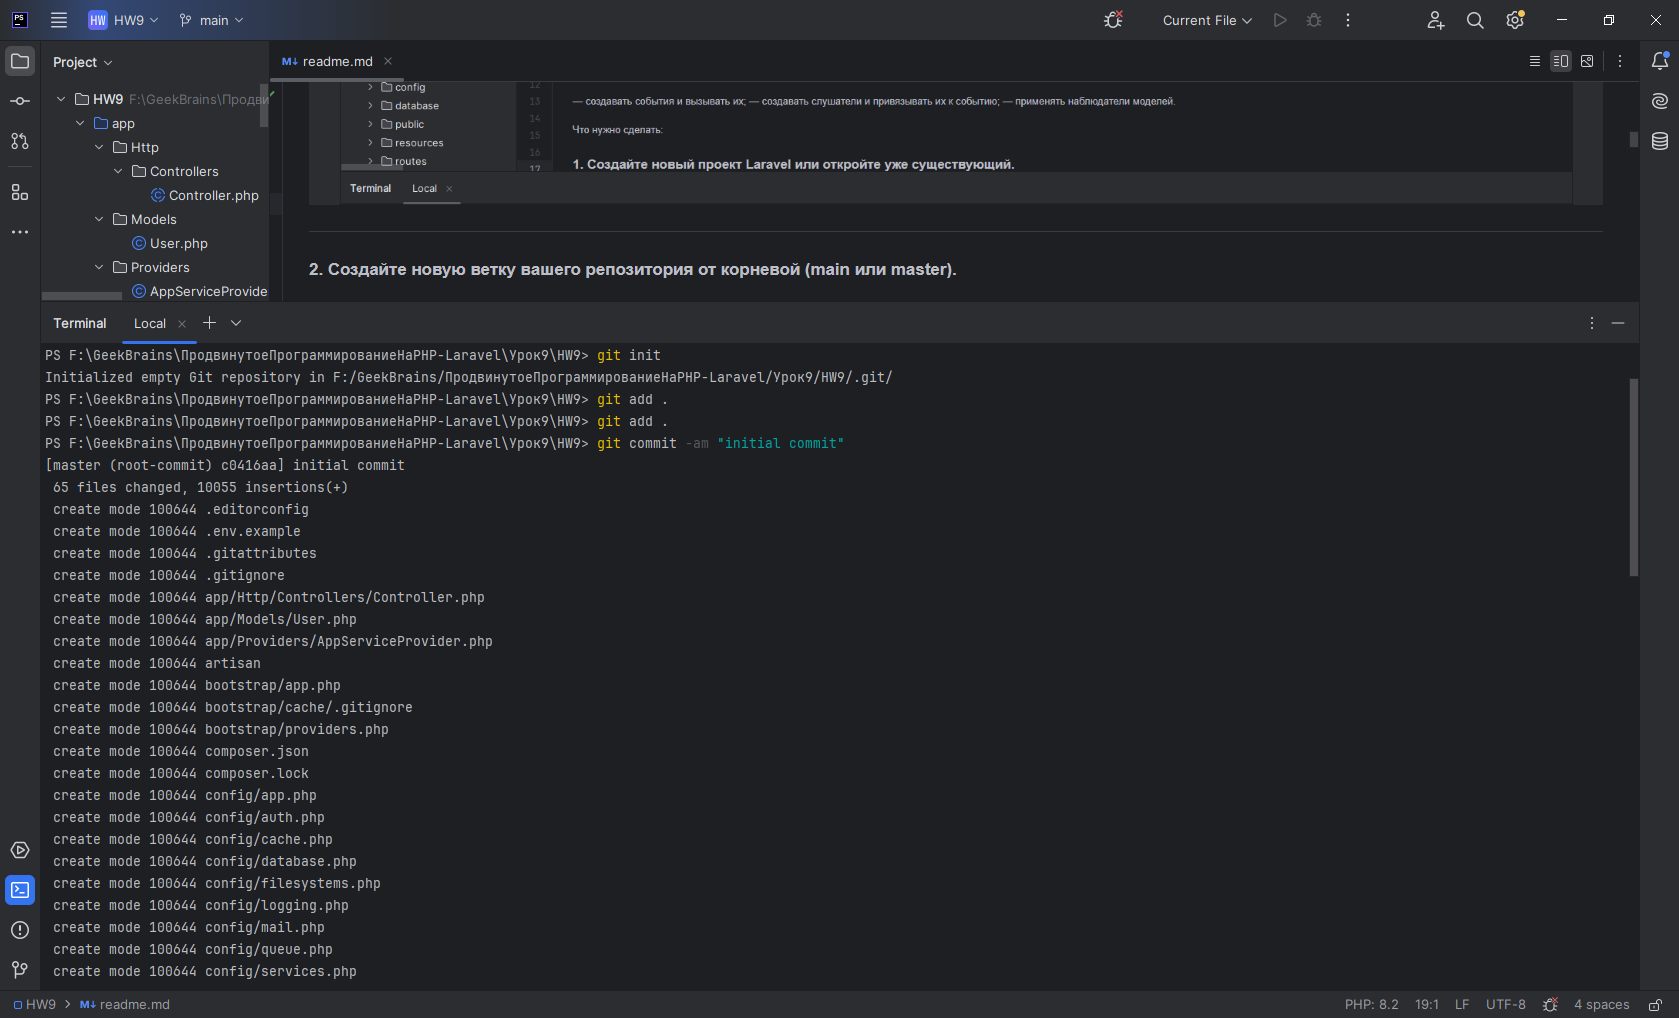 PS HW HW9 main Current File
Project
HW9 F:\GeekBrains\Продви
app
Http
Controllers
Controller.php
Models
User.php
Providers
AppServiceProvide
M↓ readme.md
config
database
public
resources
routes
12
13
14
15
16
17
— создавать события и вызывать их; — создавать слушатели и привязывать их к событию; — применять наблюдатели моделей.
Что нужно сделать:
1. Создайте новый проект Laravel или откройте уже существующий.
Terminal Local
2. Создайте новую ветку вашего репозитория от корневой (main или master).
Terminal Local
PS F:\GeekBrains\ПродвинутоеПрограммированиеНаPHP-Laravel\Урок9\HW9> git init
Initialized empty Git repository in F:/GeekBrains/ПродвинутоеПрограммированиеНаPHP-Laravel/Урок9/HW9/.git/
PS F:\GeekBrains\ПродвинутоеПрограммированиеНаPHP-Laravel\Урок9\HW9> git add .
PS F:\GeekBrains\ПродвинутоеПрограммированиеНаPHP-Laravel\Урок9\HW9> git add .
PS F:\GeekBrains\ПродвинутоеПрограммированиеНаPHP-Laravel\Урок9\HW9> git commit -am "initial commit"
[master (root-commit) c0416aa] initial commit
65 files changed, 10055 insertions(+)
create mode 100644 .editorconfig
create mode 100644 .env.example
create mode 100644 .gitattributes
create mode 100644 .gitignore
create mode 100644 app/Http/Controllers/Controller.php
create mode 100644 app/Models/User.php
create mode 100644 app/Providers/AppServiceProvider.php
create mode 100644 artisan
create mode 100644 bootstrap/app.php
create mode 100644 bootstrap/cache/.gitignore
create mode 100644 bootstrap/providers.php
create mode 100644 composer.json
create mode 100644 composer.lock
create mode 100644 config/app.php
create mode 100644 config/auth.php
create mode 100644 config/cache.php
create mode 100644 config/database.php
create mode 100644 config/filesystems.php
create mode 100644 config/logging.php
create mode 100644 config/mail.php
create mode 100644 config/queue.php
create mode 100644 config/services.php
HW9 > M↓ readme.md PHP: 8.2 19:1 LF UTF-8 4 spaces